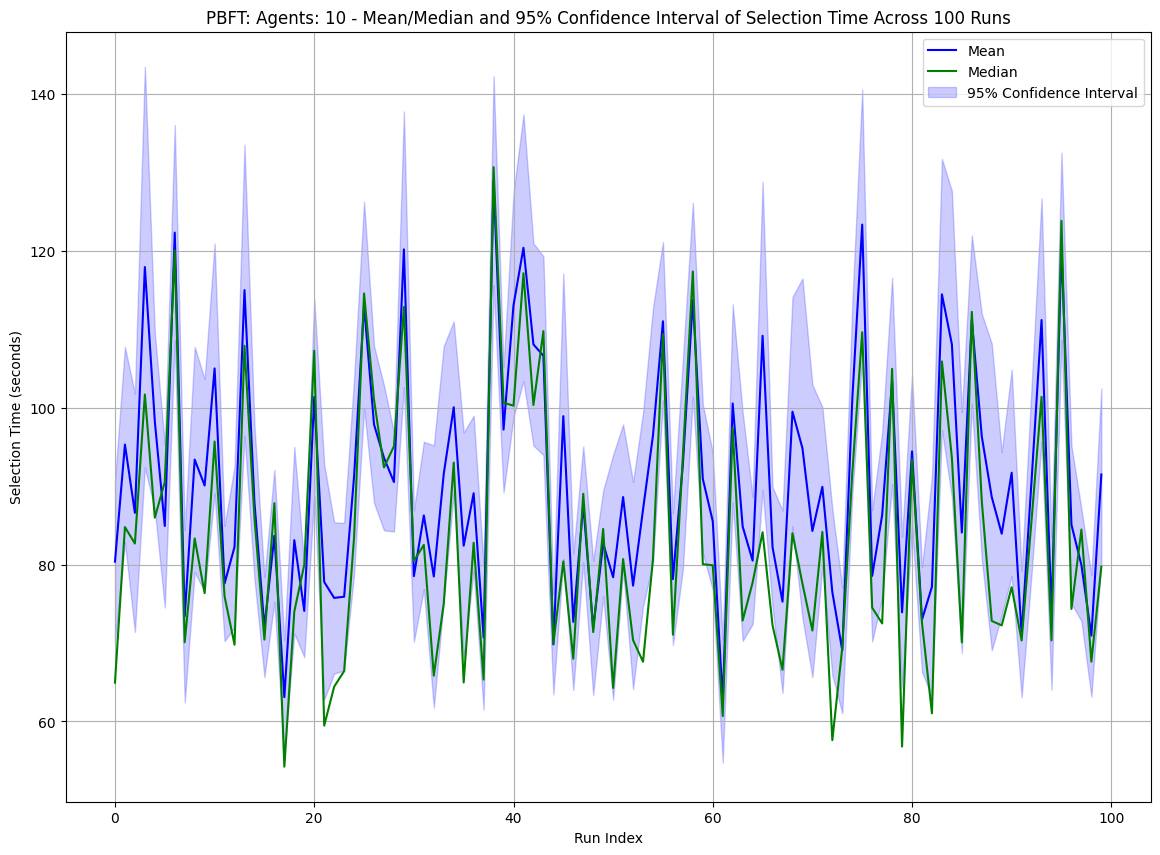 PBFT: Agents: 10 - Mean/Median and 95% Confidence Interval of Selection Time Across 100 Runs
Mean
Median
95% Confidence Interval
Selection Time (seconds)
140
120
100
80
60
0
20
40
60
80
100
Run Index